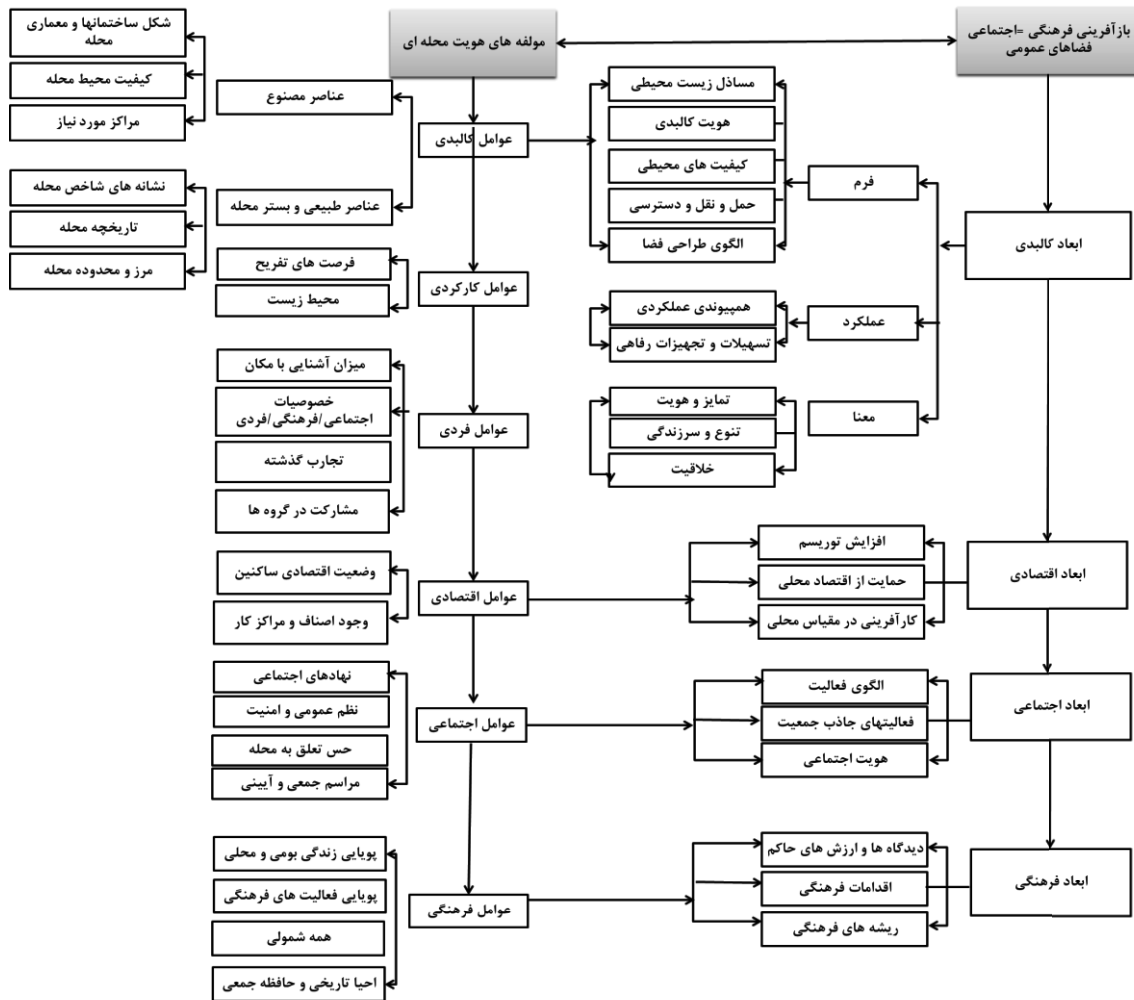 بازآفرینی فرهنگی =اجتماعی
فضاهای عمومی
مولفه های هویت محله ای
شکل ساختمانها و معماری
محله
کیفیت محیط محله
مراکز مورد نیاز
عناصر مصنوع
نشانه های شاخص محله
تاریخچه محله
مرز و محدوده محله
عناصر طبیعی و بستر محله
عوامل کالبدی
مساذل زیست محیطی
هویت کالبدی
کیفیت های محیطی
حمل و نقل و دسترسی
الگوی طراحی فضا
فرم
ابعاد کالبدی
فرصت های تفریح
محیط زیست
عوامل کارکردی
همپیوندی عملکردی
تسهیلات و تجهیزات رفاهی
عملکرد
میزان آشنایی با مکان
خصوصیات
اجتماعی/فرهنگی/فردی
تجارب گذشته
مشارکت در گروه ها
عوامل فردی
تمایز و هویت
تنوع و سرزندگی
خلاقیت
معنا
وضعیت اقتصادی ساکنین
وجود اصناف و مراکز کار
عوامل اقتصادی
افزایش توریسم
حمایت از اقتصاد محلی
کارآفرینی در مقیاس محلی
ابعاد اقتصادی
نهادهای اجتماعی
نظم عمومی و امنیت
حس تعلق به محله
مراسم جمعی و آیینی
عوامل اجتماعی
الگوی فعالیت
فعالیتهای جاذب جمعیت
هویت اجتماعی
ابعاد اجتماعی
پویایی زندگی بومی و محلی
پویایی فعالیت های فرهنگی
همه شمولی
احیا تاریخی و حافظه جمعی
عوامل فرهنگی
دیدگاه ها و ارزش های حاکم
اقدامات فرهنگی
ریشه های فرهنگی
ابعاد فرهنگی